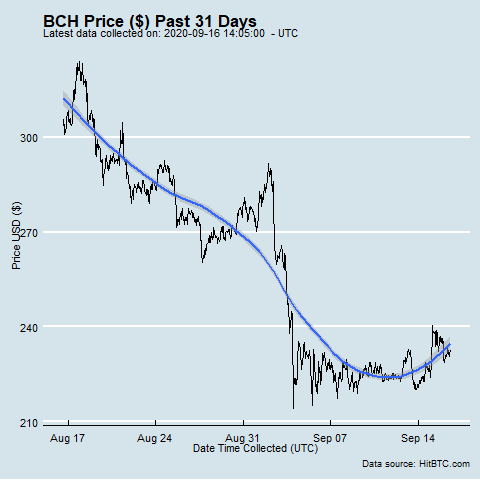 BCH Price ($) Past 31 Days
Latest data collected on: 2020-09-16 14:05:00 - UTC
Price USD ($)
300
270
240
210
Aug 17 Aug 24 Aug 31 Sep 07 Sep 14
Date Time Collected (UTC)
Data source: HitBTC.com